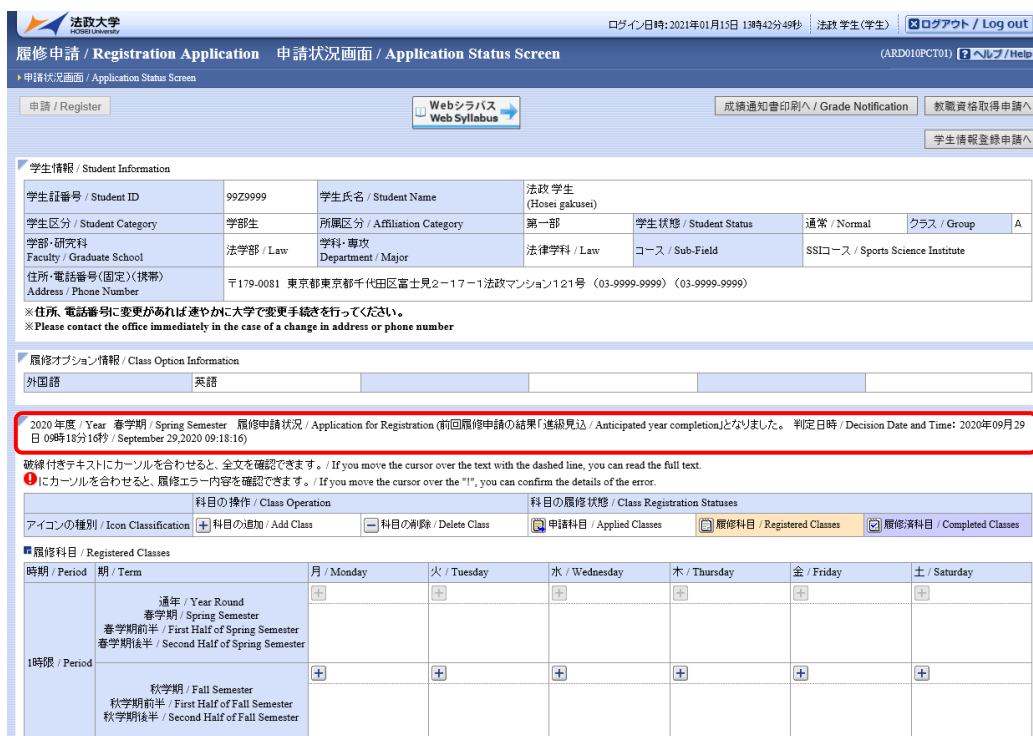 法政大学
HOSEI University
ログイン日時:2021年01月15日 13時42分49秒
法政 学生(学生)
ログアウト / Log out
履修申請 / Registration Application 申請状況画面 / Application Status Screen
(ARD010PCT01)
ヘルプ/Help
申請状況画面 / Application Status Screen
申請 / Register
Webシラバス
Web Syllabus
成績通知書印刷へ / Grade Notification
教職資格取得申請へ
学生情報登録申請へ
学生情報 / Student Information
学生証番号 / Student ID
99Z9999
学生氏名 / Student Name
法政 学生
(Hosei gakusei)
学生区分 / Student Category
学部生
所属区分 / Affiliation Category
第一部
学生状態 / Student Status
通常 / Normal
クラス / Group
A
学部・研究科
Faculty / Graduate School
法学部 / Law
学科・専攻
Department / Major
法律学科 / Law
コース / Sub-Field
SSIコース / Sports Science Institute
住所・電話番号(固定)(携帯)
Address / Phone Number
〒179-0081 東京都東京都千代田区富士見2-17-1法政マンション121号 (03-9999-9999) (03-9999-9999)
※住所、電話番号に変更があれば速やかに大学で変更手続きを行ってください。
※Please contact the office immediately in the case of a change in address or phone number
履修オプション情報 / Class Option Information
外国語
英語
2020 年度 / Year 春学期 / Spring Semester 履修申請状況 / Application for Registration (前回履修申請の結果「進級見込 / Anticipated year completion」となりました。 判定日時 / Decision Date and Time: 2020年09月29
日 09時18分16秒 / September 29,2020 09:18:16)
破線付きテキストにカーソルを合わせると、全文を確認できます。/ If you move the cursor over the text with the dashed line, you can read the full text.
!にカーソルを合わせると、履修エラー内容を確認できます。/ If you move the cursor over the "!", you can confirm the details of the error.
科目の操作 / Class Operation
科目の履修状態 / Class Registration Statuses
アイコンの種別 / Icon Classification
+ 科目の追加 / Add Class
− 科目の削除 / Delete Class
申請科目 / Applied Classes
履修科目 / Registered Classes
履修済科目 / Completed Classes
履修科目 / Registered Classes
時期 / Period
期 / Term
月 / Monday
火 / Tuesday
水 / Wednesday
木 / Thursday
金 / Friday
土 / Saturday
1時限 / Period
通年 / Year Round
春学期 / Spring Semester
春学期前半 / First Half of Spring Semester
春学期後半 / Second Half of Spring Semester
+ + + + + +
秋学期 / Fall Semester
秋学期前半 / First Half of Fall Semester
秋学期後半 / Second Half of Fall Semester
+ + + + + +